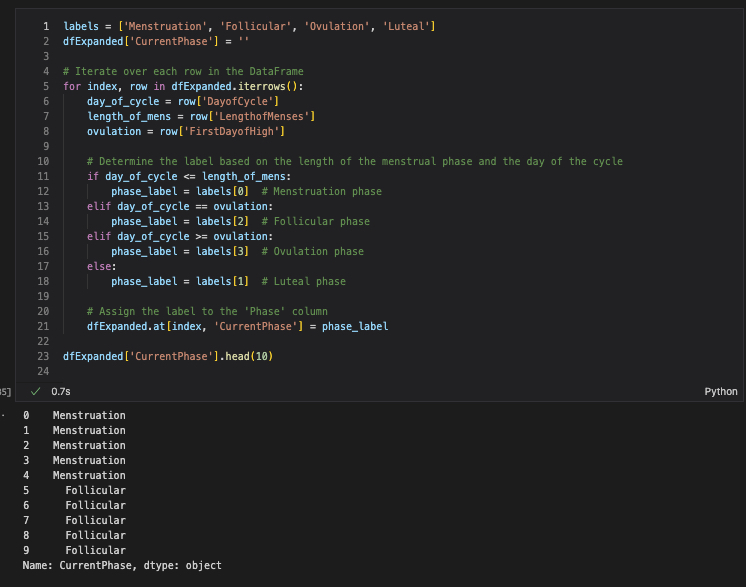 1 labels = ['Menstruation', 'Follicular', 'Ovulation', 'Luteal']
2 dfExpanded['CurrentPhase'] = ''
3
4 # Iterate over each row in the DataFrame
5 for index, row in dfExpanded.iterrows():
6     day_of_cycle = row['DayofCycle']
7     length_of_mens = row['LengthofMenses']
8     ovulation = row['FirstDayofHigh']
9
10     # Determine the label based on the length of the menstrual phase and the day of the cycle
11     if day_of_cycle <= length_of_mens:
12         phase_label = labels[0]  # Menstruation phase
13     elif day_of_cycle == ovulation:
14         phase_label = labels[2]  # Follicular phase
15     elif day_of_cycle >= ovulation:
16         phase_label = labels[3]  # Ovulation phase
17     else:
18         phase_label = labels[1]  # Luteal phase
19
20     # Assign the label to the 'Phase' column
21     dfExpanded.at[index, 'CurrentPhase'] = phase_label
22
23 dfExpanded['CurrentPhase'].head(10)
24
5] ✓ 0.7s Python
0    Menstruation
1    Menstruation
2    Menstruation
3    Menstruation
4    Menstruation
5      Follicular
6      Follicular
7      Follicular
8      Follicular
9      Follicular
Name: CurrentPhase, dtype: object